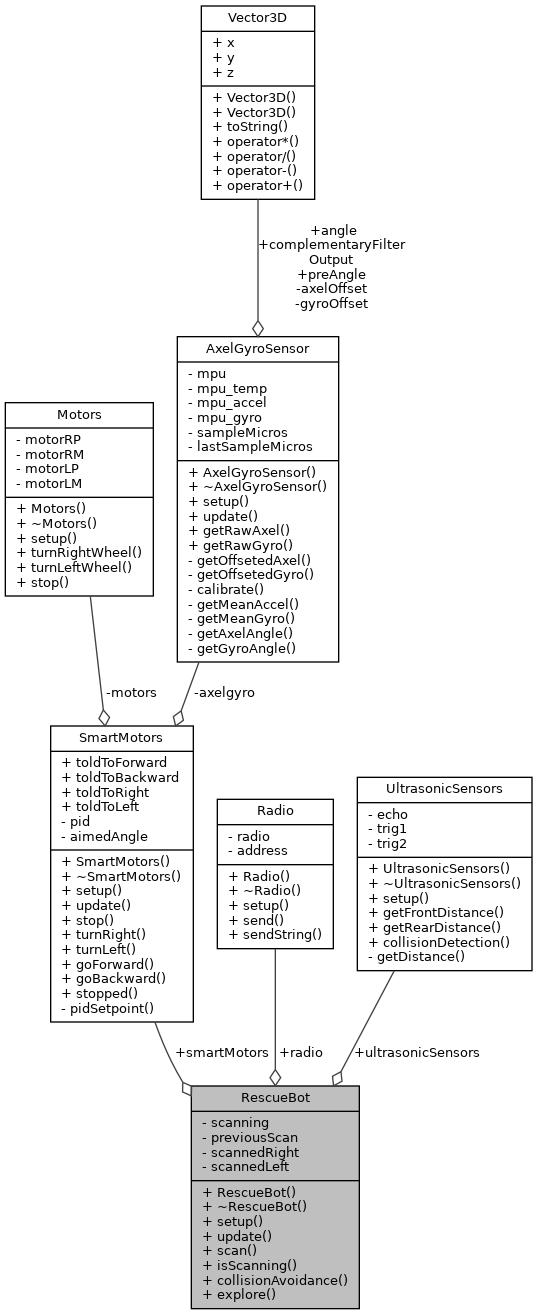 Vector3D
+ x
+ y
+ z
+ Vector3D()
+ Vector3D()
+ toString()
+ operator*()
+ operator/()
+ operator-()
+ operator+()
+angle
+complementaryFilter
Output
+preAngle
-axelOffset
-gyroOffset
AxelGyroSensor
- mpu
- mpu_temp
- mpu_accel
- mpu_gyro
- sampleMicros
- lastSampleMicros
+ AxelGyroSensor()
+ ~AxelGyroSensor()
+ setup()
+ update()
+ getRawAxel()
+ getRawGyro()
- getOffsetedAxel()
- getOffsetedGyro()
- calibrate()
- getMeanAccel()
- getMeanGyro()
- getAxelAngle()
- getGyroAngle()
Motors
- motorRP
- motorRM
- motorLP
- motorLM
+ Motors()
+ ~Motors()
+ setup()
+ turnRightWheel()
+ turnLeftWheel()
+ stop()
-motors
-axelgyro
SmartMotors
+ toldToForward
+ toldToBackward
+ toldToRight
+ toldToLeft
- pid
- aimedAngle
+ SmartMotors()
+ ~SmartMotors()
+ setup()
+ update()
+ stop()
+ turnRight()
+ turnLeft()
+ goForward()
+ goBackward()
+ stopped()
- pidSetpoint()
Radio
- radio
- address
+ Radio()
+ ~Radio()
+ setup()
+ send()
+ sendString()
UltrasonicSensors
- echo
- trig1
- trig2
+ UltrasonicSensors()
+ ~UltrasonicSensors()
+ setup()
+ getFrontDistance()
+ getRearDistance()
+ collisionDetection()
- getDistance()
+smartMotors
+radio
+ultrasonicSensors
RescueBot
- scanning
- previousScan
- scannedRight
- scannedLeft
+ RescueBot()
+ ~RescueBot()
+ setup()
+ update()
+ scan()
+ isScanning()
+ collisionAvoidance()
+ explore()